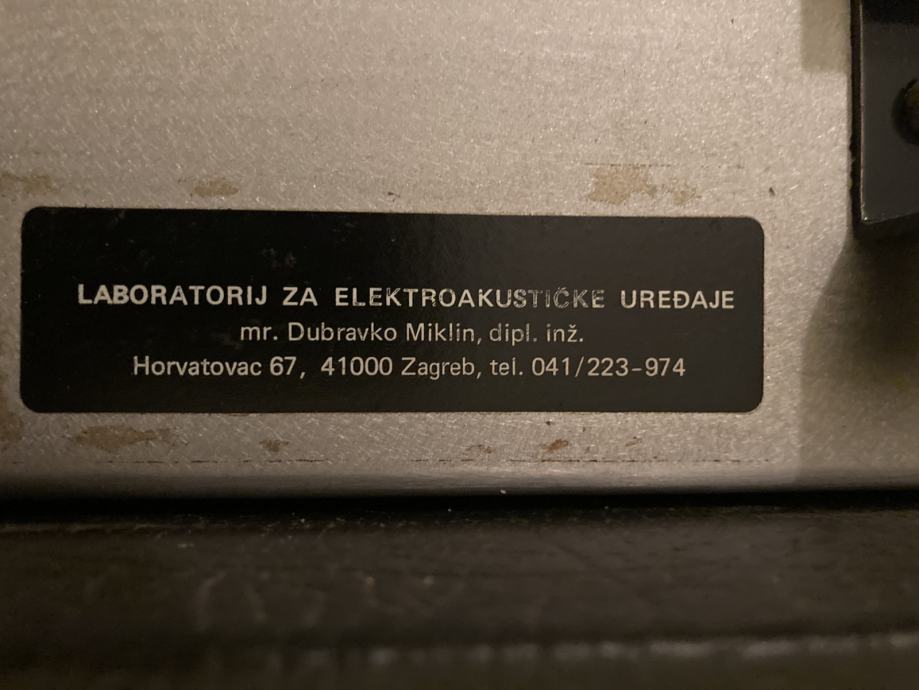 LABORATORIJ ZA ELEKTROAKUSTIČKE UREĐAJE
mr. Dubravko Miklin, dipl. inž.
Horvatovac 67, 41000 Zagreb, tel. 041/223-974